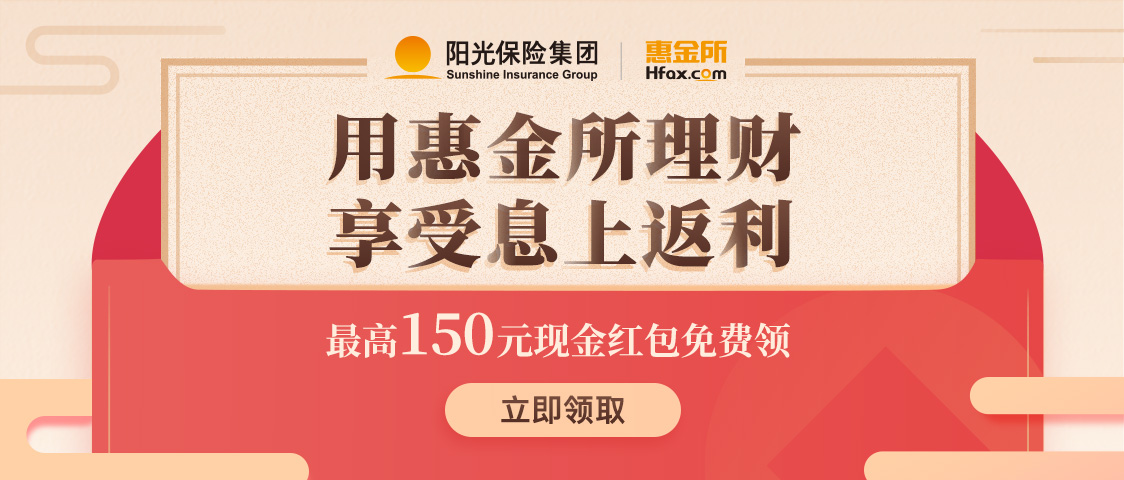 阳光保险集团
Sunshine Insurance Group
惠金所
Hfax.com
用惠金所理财
享受息上返利
最高150元现金红包免费领
立即领取